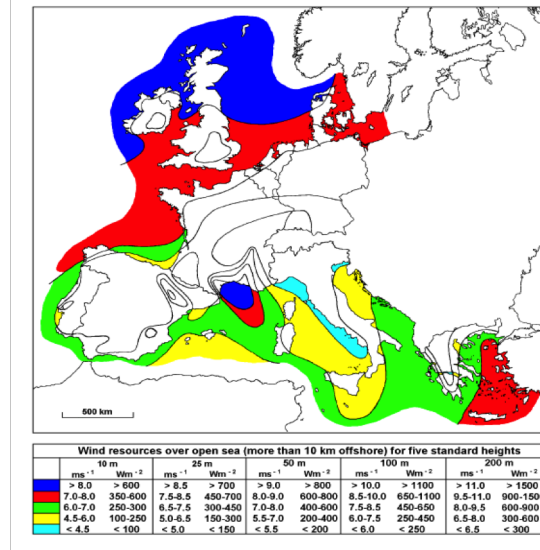 500 km
Wind resources over open sea (more than 10 km offshore) for five standard heights
10 m 25 m 50 m 100 m 200 m
ms⁻¹ Wm⁻² ms⁻¹ Wm⁻² ms⁻¹ Wm⁻² ms⁻¹ Wm⁻² ms⁻¹ Wm⁻²
> 8.0 > 600 > 8.5 > 700 > 9.0 > 800 > 10.0 > 1100 > 11.0 > 1500
7.0-8.0 350-600 7.5-8.5 450-700 8.0-9.0 600-800 8.5-10.0 650-1100 9.5-11.0 900-150
6.0-7.0 250-300 6.5-7.5 300-450 7.0-8.0 400-600 7.5-8.5 450-650 8.0-9.5 600-900
4.5-6.0 100-250 5.0-6.5 150-300 5.5-7.0 200-400 6.0-7.5 250-450 6.5-8.0 300-600
< 4.5 < 100 < 5.0 < 150 < 5.5 < 200 < 6.0 < 250 < 6.5 < 300